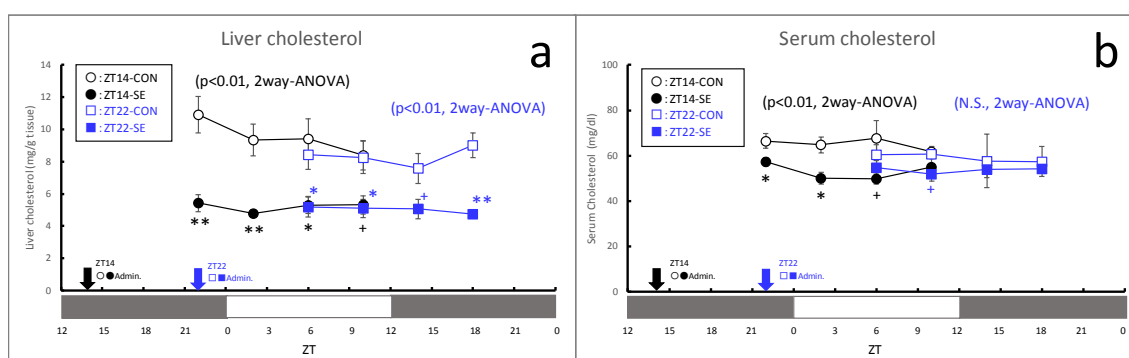 Liver cholesterol
a
○: ZT14-CON
●: ZT14-SE
□: ZT22-CON
■: ZT22-SE
(p<0.01, 2way-ANOVA)
(p<0.01, 2way-ANOVA)
Liver cholesterol(mg/g tissue)
14
12
10
8
6
4
2
0
** ** * + * * + **
ZT14
○●Admin.
ZT22
□■Admin.
12 15 18 21 0 3 6 9 12 15 18 21 0
ZT
Serum cholesterol
b
○: ZT14-CON
●: ZT14-SE
□: ZT22-CON
■: ZT22-SE
(p<0.01, 2way-ANOVA)
(N.S., 2way-ANOVA)
Serum Cholesterol (mg/dl)
100
80
60
40
20
0
* * + +
ZT14
○●Admin.
ZT22
□■Admin.
12 15 18 21 0 3 6 9 12 15 18 21 0
ZT